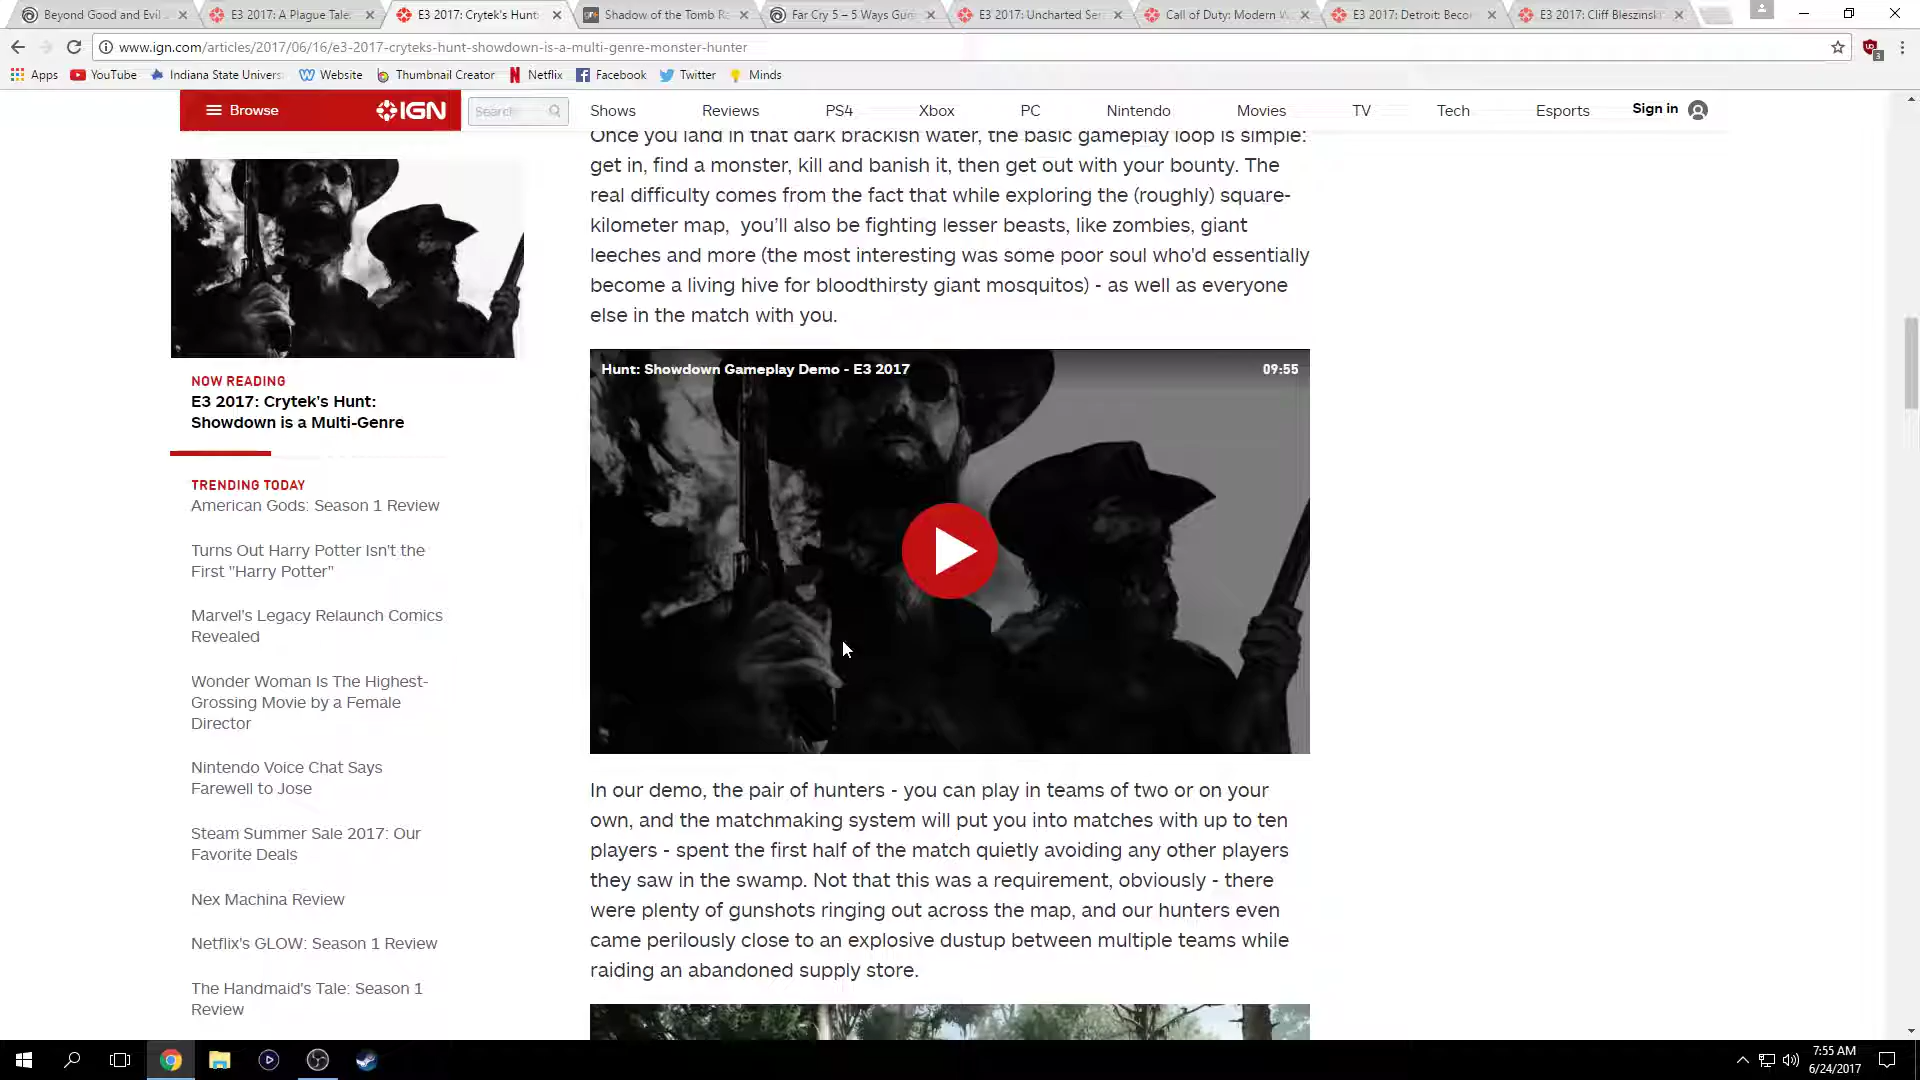 Beyond Good and Evil
E3 2017: A Plague Tale:
E3 2017: Crytek's Hunt:
Shadow of the Tomb R
Far Cry 5 – 5 Ways Gun
E3 2017: Uncharted Ser
Call of Duty: Modern W
E3 2017: Detroit: Beco
E3 2017: Cliff Bleszinski
www.ign.com/articles/2017/06/16/e3-2017-cryteks-hunt-showdown-is-a-multi-genre-monster-hunter
3
Apps YouTube Indiana State Univers Website Thumbnail Creator Netflix Facebook Twitter Minds
Browse IGN Search Shows Reviews PS4 Xbox PC Nintendo Movies TV Tech Esports Sign in
Once you land in that dark brackish water, the basic gameplay loop is simple:
get in, find a monster, kill and banish it, then get out with your bounty. The
real difficulty comes from the fact that while exploring the (roughly) square-
kilometer map, you'll also be fighting lesser beasts, like zombies, giant
leeches and more (the most interesting was some poor soul who'd essentially
become a living hive for bloodthirsty giant mosquitos) - as well as everyone
else in the match with you.
NOW READING
E3 2017: Crytek's Hunt:
Showdown is a Multi-Genre
TRENDING TODAY
American Gods: Season 1 Review
Turns Out Harry Potter Isn't the
First "Harry Potter"
Marvel's Legacy Relaunch Comics
Revealed
Wonder Woman Is The Highest-
Grossing Movie by a Female
Director
Nintendo Voice Chat Says
Farewell to Jose
Steam Summer Sale 2017: Our
Favorite Deals
Nex Machina Review
Netflix's GLOW: Season 1 Review
The Handmaid's Tale: Season 1
Review
Hunt: Showdown Gameplay Demo - E3 2017 09:55
In our demo, the pair of hunters - you can play in teams of two or on your
own, and the matchmaking system will put you into matches with up to ten
players - spent the first half of the match quietly avoiding any other players
they saw in the swamp. Not that this was a requirement, obviously - there
were plenty of gunshots ringing out across the map, and our hunters even
came perilously close to an explosive dustup between multiple teams while
raiding an abandoned supply store.
7:55 AM
6/24/2017